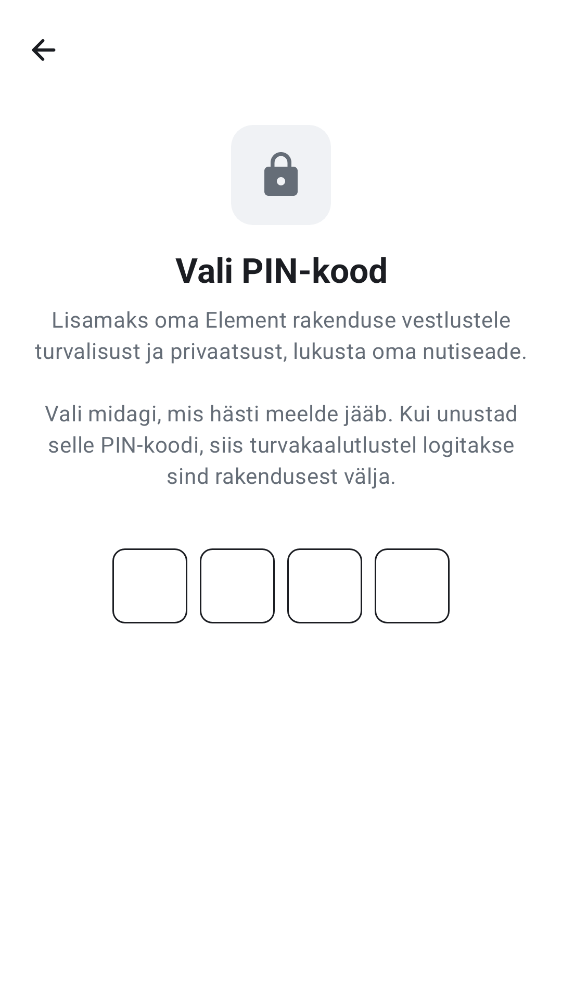 Vali PIN-kood
Lisamaks oma Element rakenduse vestlustele
turvalisust ja privaatsust, lukusta oma nutiseade.
Vali midagi, mis hästi meelde jääb. Kui unustad
selle PIN-koodi, siis turvakaalutlustel logitakse
sind rakendusest välja.